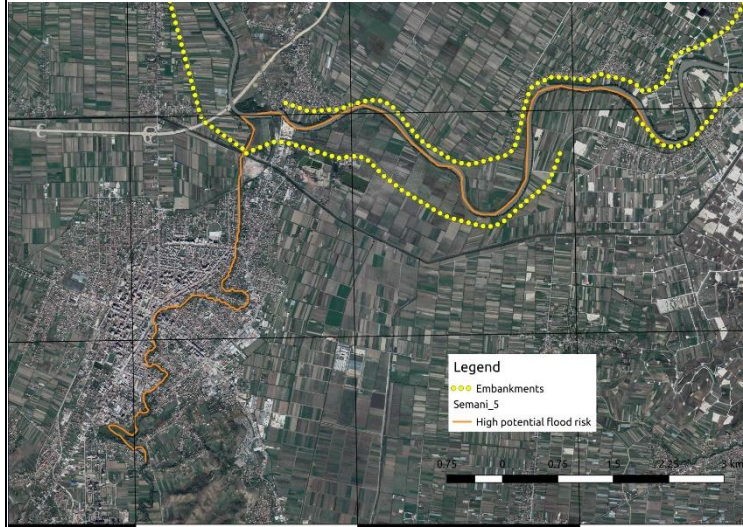 Legend
Embankments
Semani_5
High potential flood risk
0.75 0 0.75 1.5 2.25 3 km